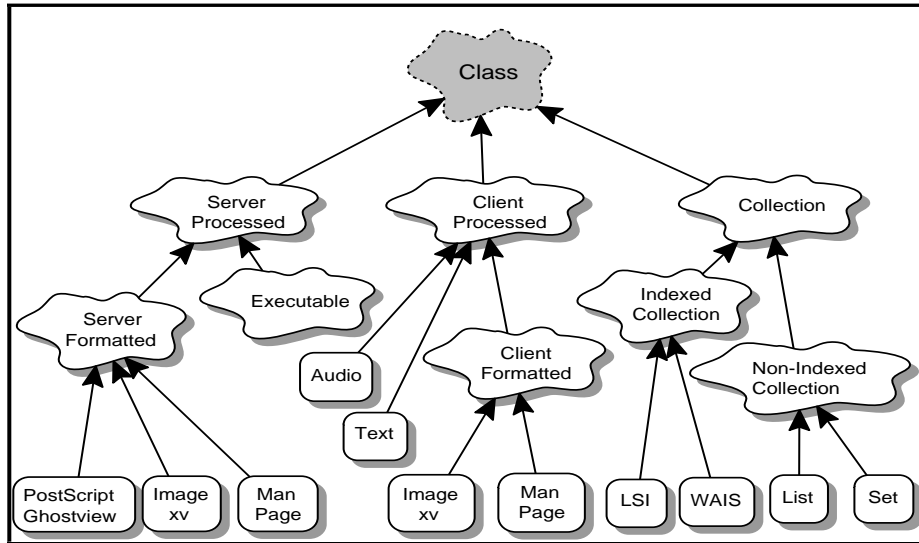 Class
Server
Processed
Client
Processed
Collection
Server
Formatted
Executable
Indexed
Collection
Audio
Client
Formatted
Non-Indexed
Collection
Text
PostScript
Ghostview
Image
xv
Man
Page
Image
xv
Man
Page
LSI
WAIS
List
Set